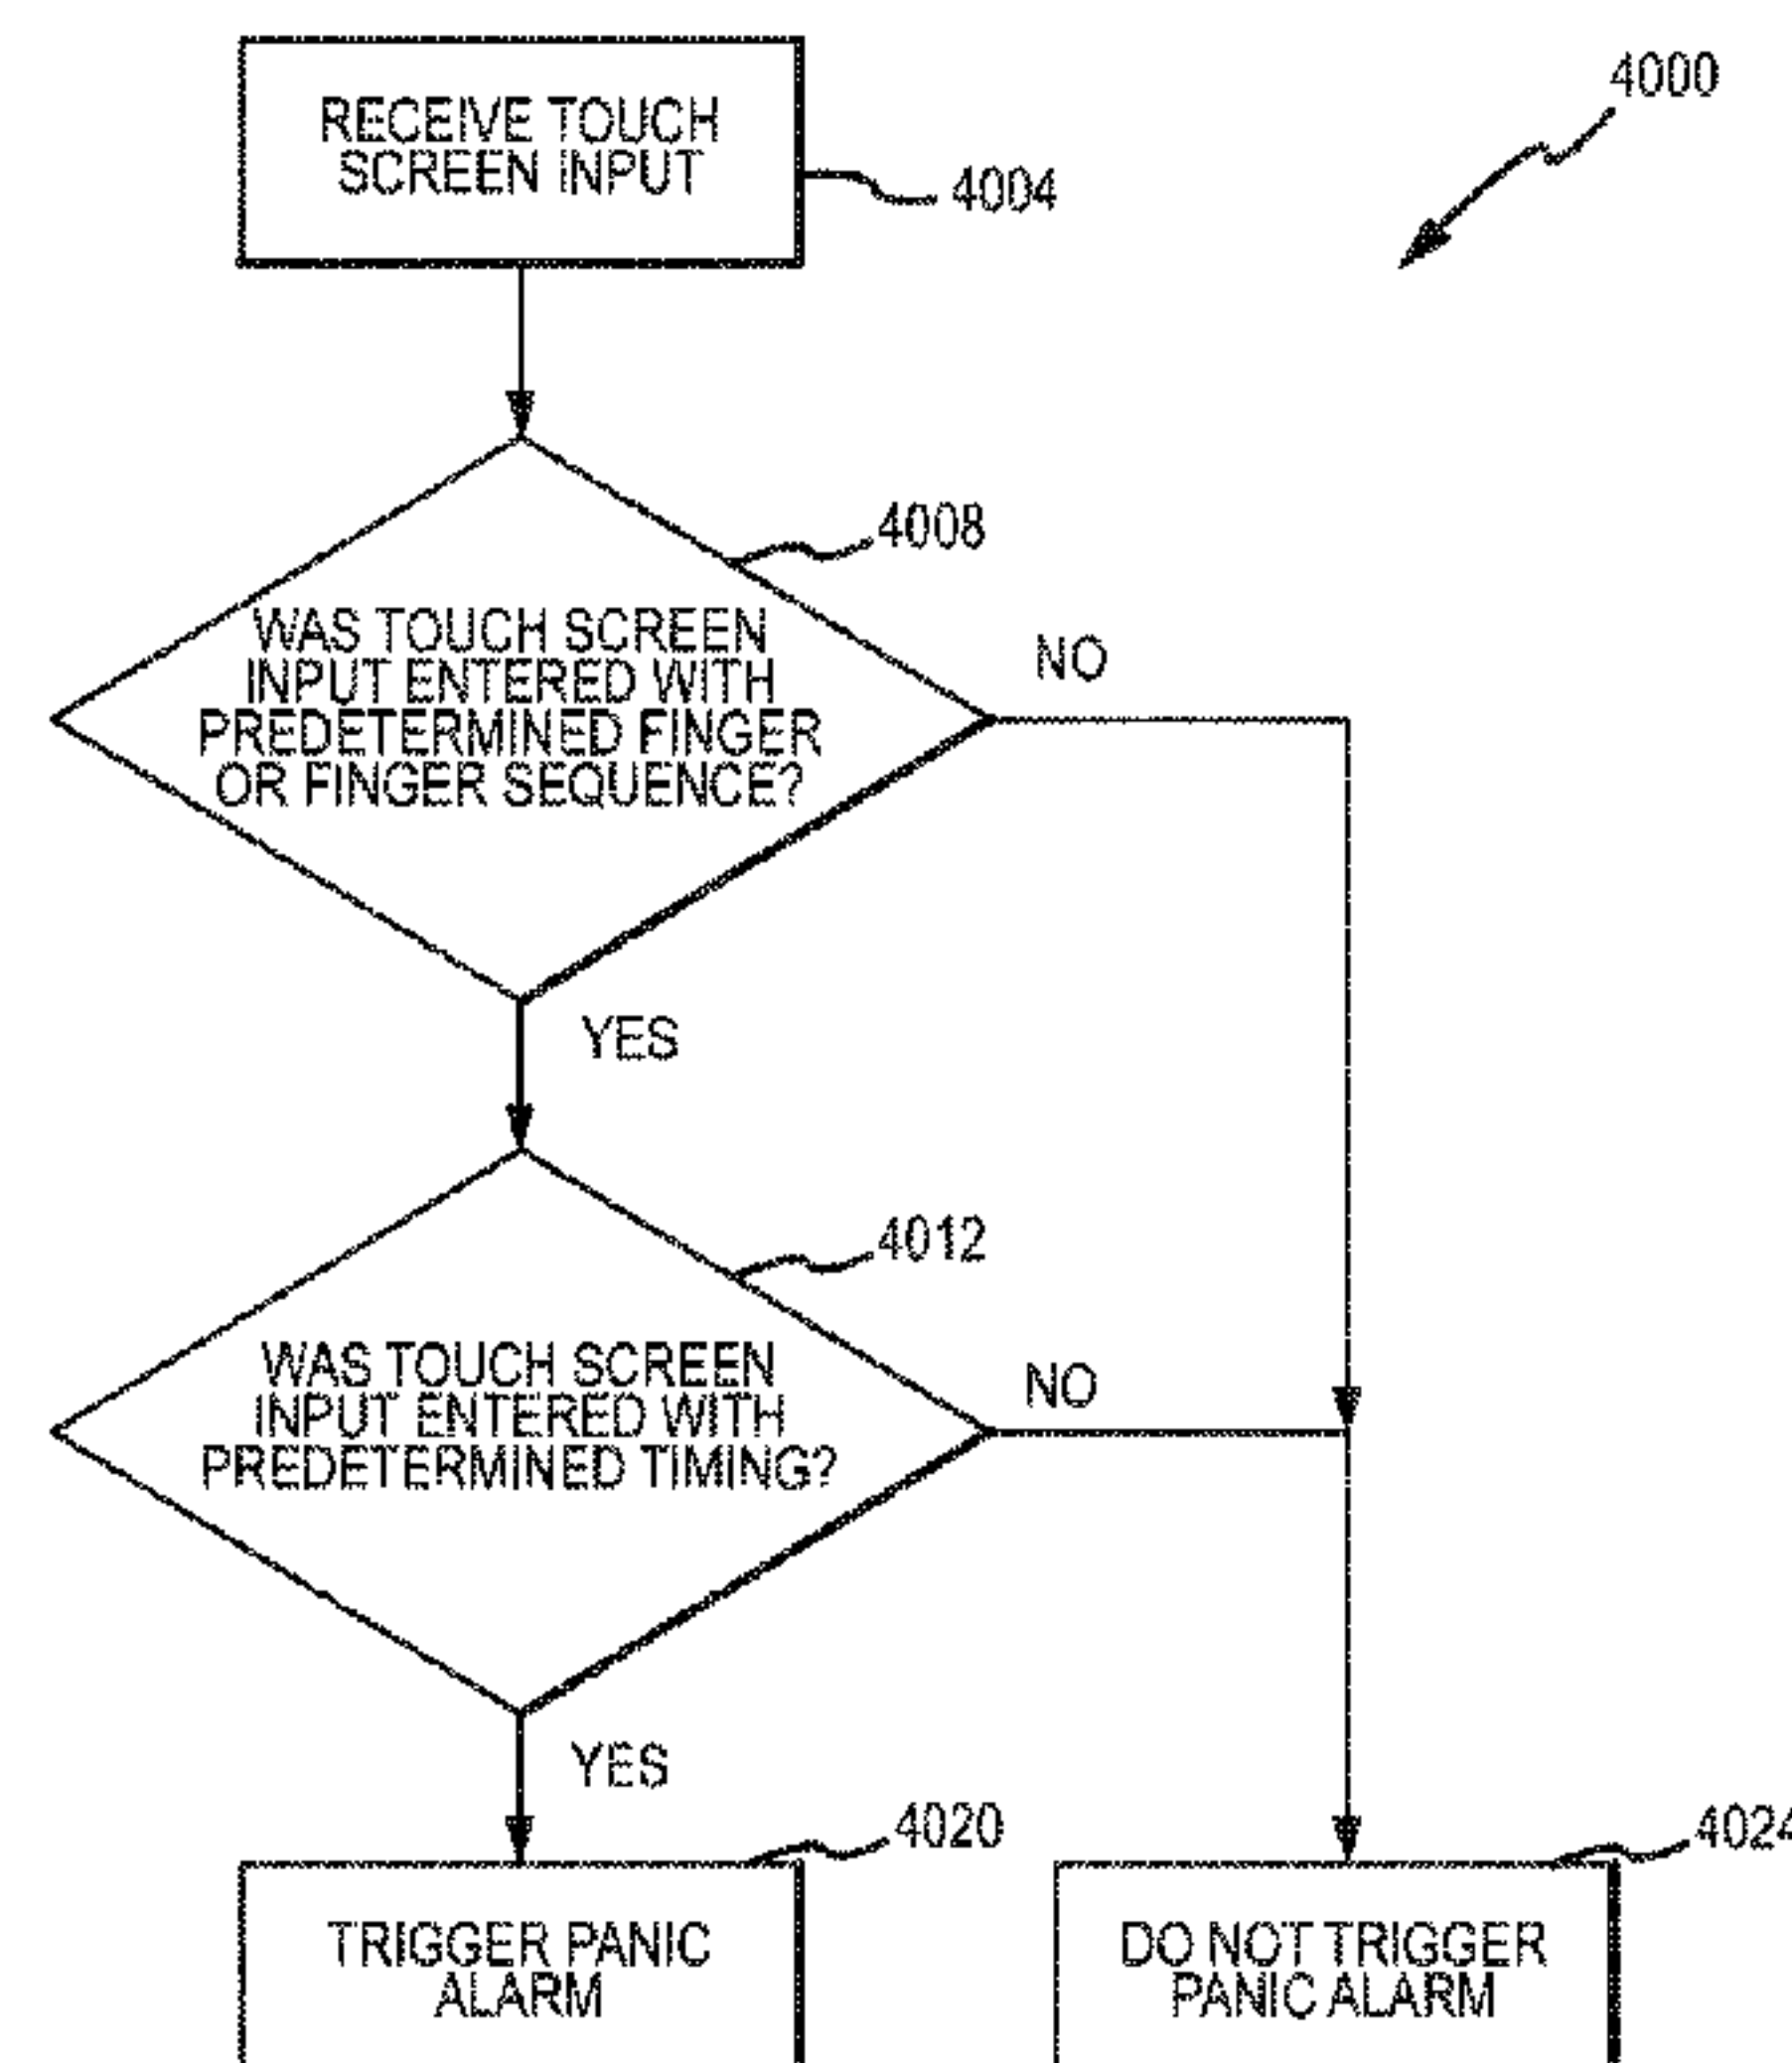 4000
RECEIVE TOUCH
SCREEN INPUT
4004
4008
WAS TOUCH SCREEN
INPUT ENTERED WITH
PREDETERMINED FINGER
OR FINGER SEQUENCE?
NO
YES
4012
WAS TOUCH SCREEN
INPUT ENTERED WITH
PREDETERMINED TIMING?
NO
YES
4020
4024
TRIGGER PANIC
ALARM
DO NOT TRIGGER
PANIC ALARM